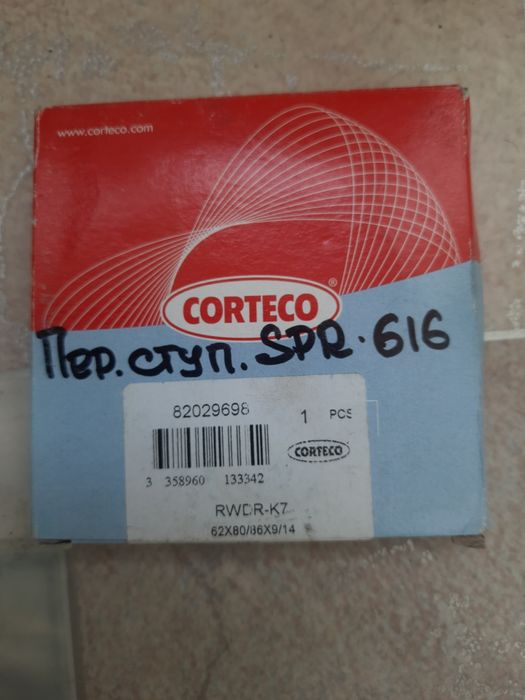 www.corteco.com
CORTECO®
Пер. ступ. SPR. 616
82029698 1 PCS
CORTECO
3 358960 133342
RWDR-K7
62X80/86X9/14